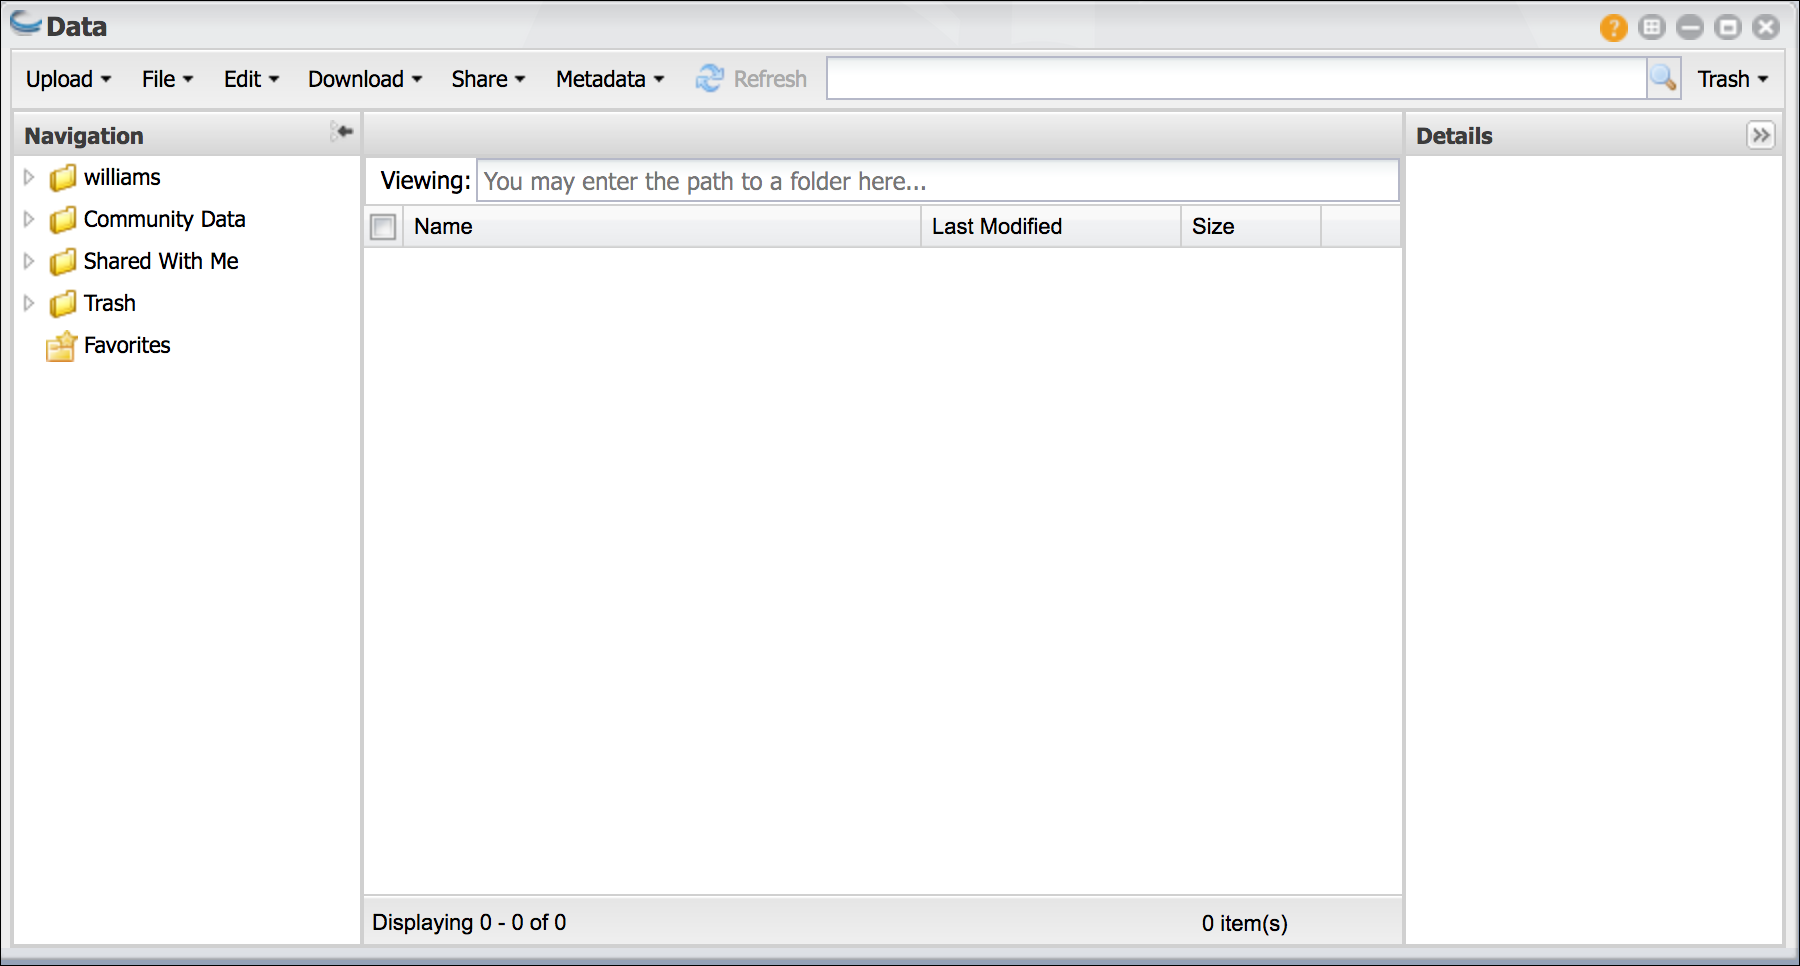 Data
?
Upload File Edit Download Share Metadata Refresh Trash
Navigation
williams
Community Data
Shared With Me
Trash
Favorites
Viewing: You may enter the path to a folder here...
Name Last Modified Size
Displaying 0 - 0 of 0 0 item(s)
Details